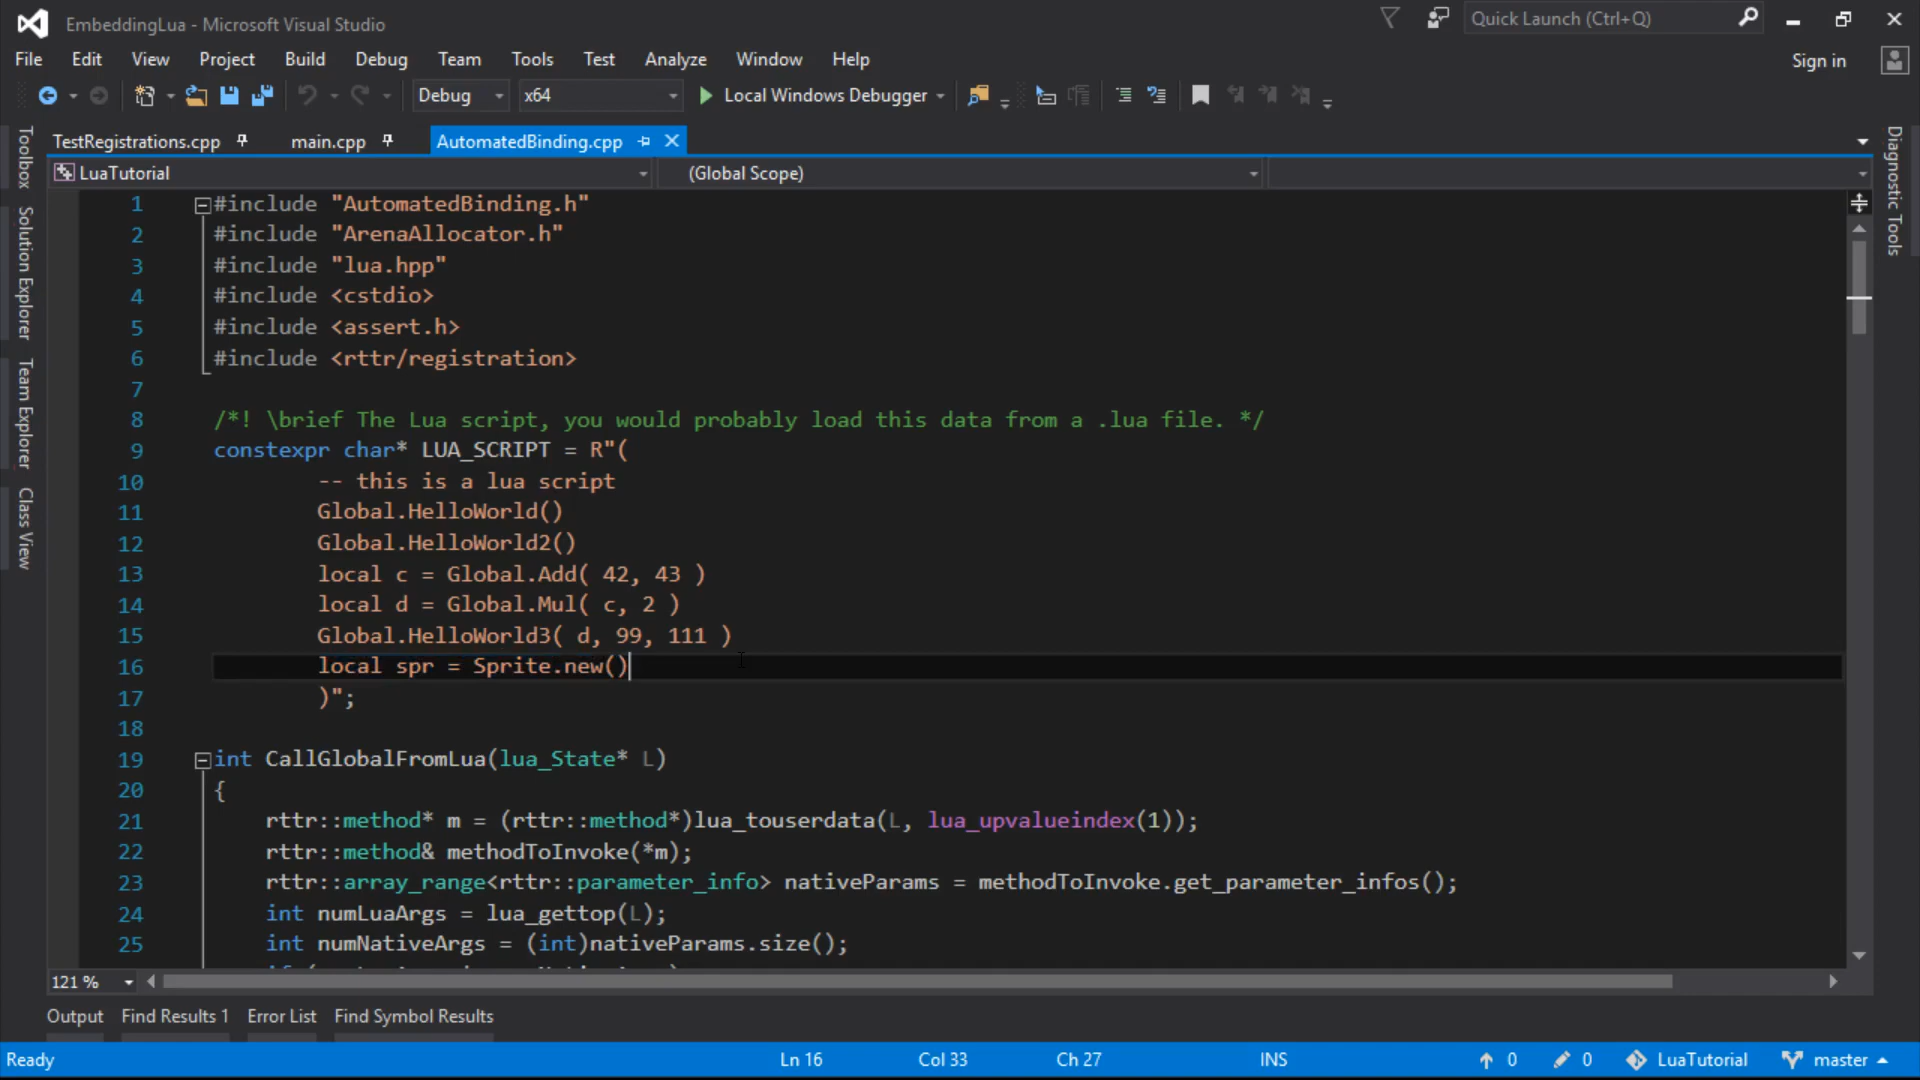 EmbeddingLua - Microsoft Visual Studio
Quick Launch (Ctrl+Q)
File Edit View Project Build Debug Team Tools Test Analyze Window Help
Sign in
Debug x64 Local Windows Debugger
TestRegistrations.cpp main.cpp AutomatedBinding.cpp
LuaTutorial (Global Scope)
Toolbox
Solution Explorer
Team Explorer
Class View
Diagnostic Tools
1 #include "AutomatedBinding.h"
2 #include "ArenaAllocator.h"
3 #include "lua.hpp"
4 #include <cstdio>
5 #include <assert.h>
6 #include <rttr/registration>
7
8 /*! \brief The Lua script, you would probably load this data from a .lua file. */
9 constexpr char* LUA_SCRIPT = R"(
10 -- this is a lua script
11 Global.HelloWorld()
12 Global.HelloWorld2()
13 local c = Global.Add( 42, 43 )
14 local d = Global.Mul( c, 2 )
15 Global.HelloWorld3( d, 99, 111 )
16 local spr = Sprite.new()
17 )";
18
19 int CallGlobalFromLua(lua_State* L)
20 {
21 rttr::method* m = (rttr::method*)lua_touserdata(L, lua_upvalueindex(1));
22 rttr::method& methodToInvoke(*m);
23 rttr::array_range<rttr::parameter_info> nativeParams = methodToInvoke.get_parameter_infos();
24 int numLuaArgs = lua_gettop(L);
25 int numNativeArgs = (int)nativeParams.size();
121 %
Output Find Results 1 Error List Find Symbol Results
Ready Ln 16 Col 33 Ch 27 INS 0 0 LuaTutorial master